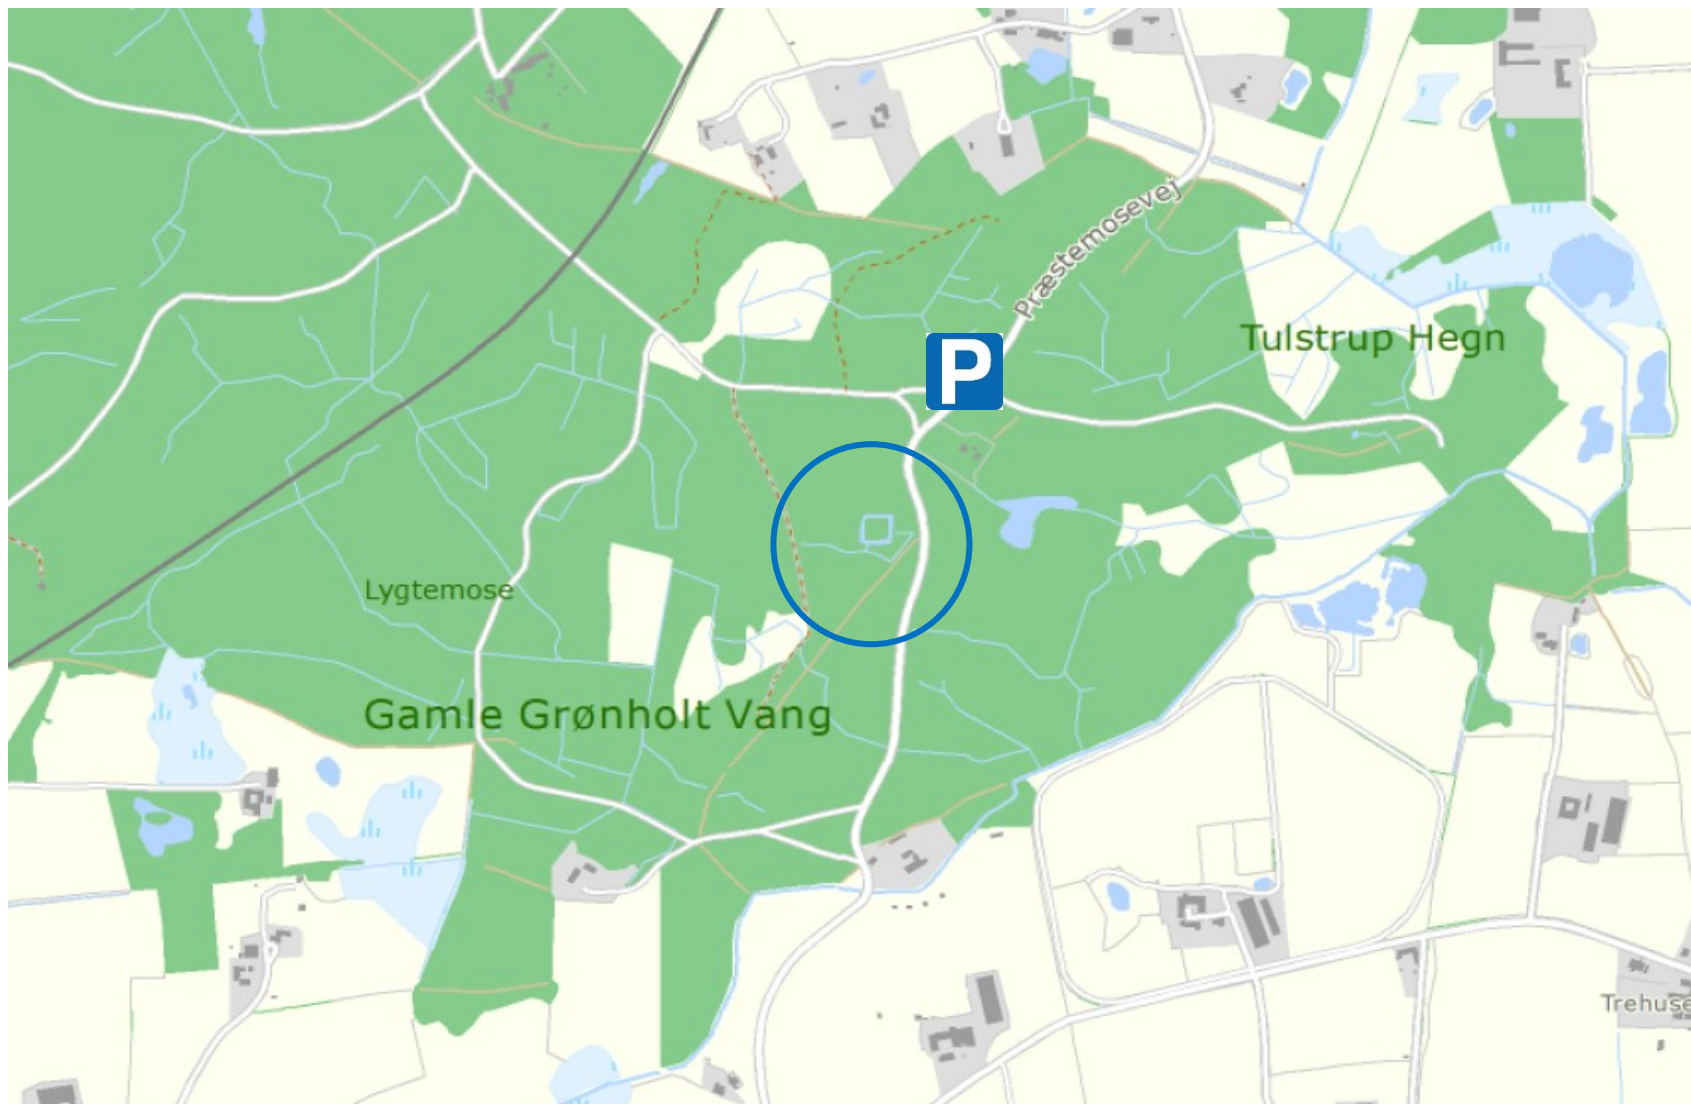 Præstemosevej
P
Tulstrup Hegn
Lygtemose
Gamle Grønholt Vang
Trehuse